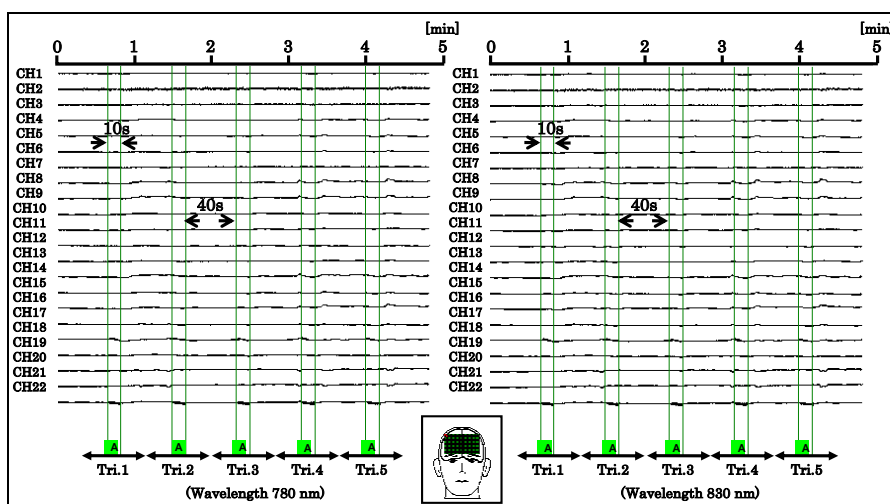 [min]
0 1 2 3 4 5
CH1
CH2
CH3
CH4
CH5
CH6
CH7
CH8
CH9
CH10
CH11
CH12
CH13
CH14
CH15
CH16
CH17
CH18
CH19
CH20
CH21
CH22
10s
40s
A A A A A
Tri.1 Tri.2 Tri.3 Tri.4 Tri.5
(Wavelength 780 nm)
[min]
0 1 2 3 4 5
CH1
CH2
CH3
CH4
CH5
CH6
CH7
CH8
CH9
CH10
CH11
CH12
CH13
CH14
CH15
CH16
CH17
CH18
CH19
CH20
CH21
CH22
10s
40s
A A A A A
Tri.1 Tri.2 Tri.3 Tri.4 Tri.5
(Wavelength 830 nm)